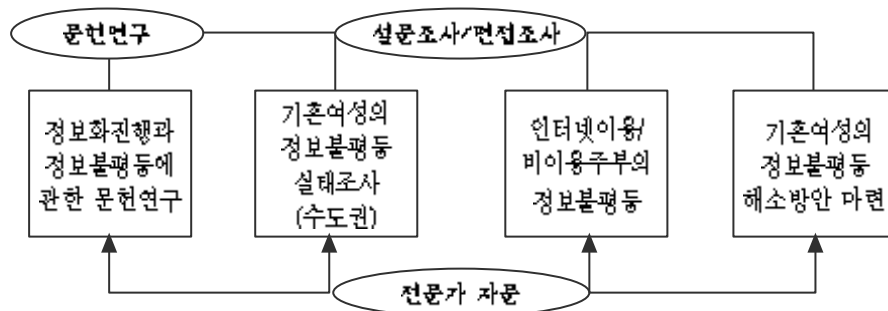 문헌연구
설문조사/면접조사
정보화진행과
정보불평등에
관한 문헌연구
기혼여성의
정보불평등
실태조사
(수도권)
인터넷이용/
비이용주부의
정보불평등
기혼여성의
정보불평등
해소방안 마련
전문가 자문